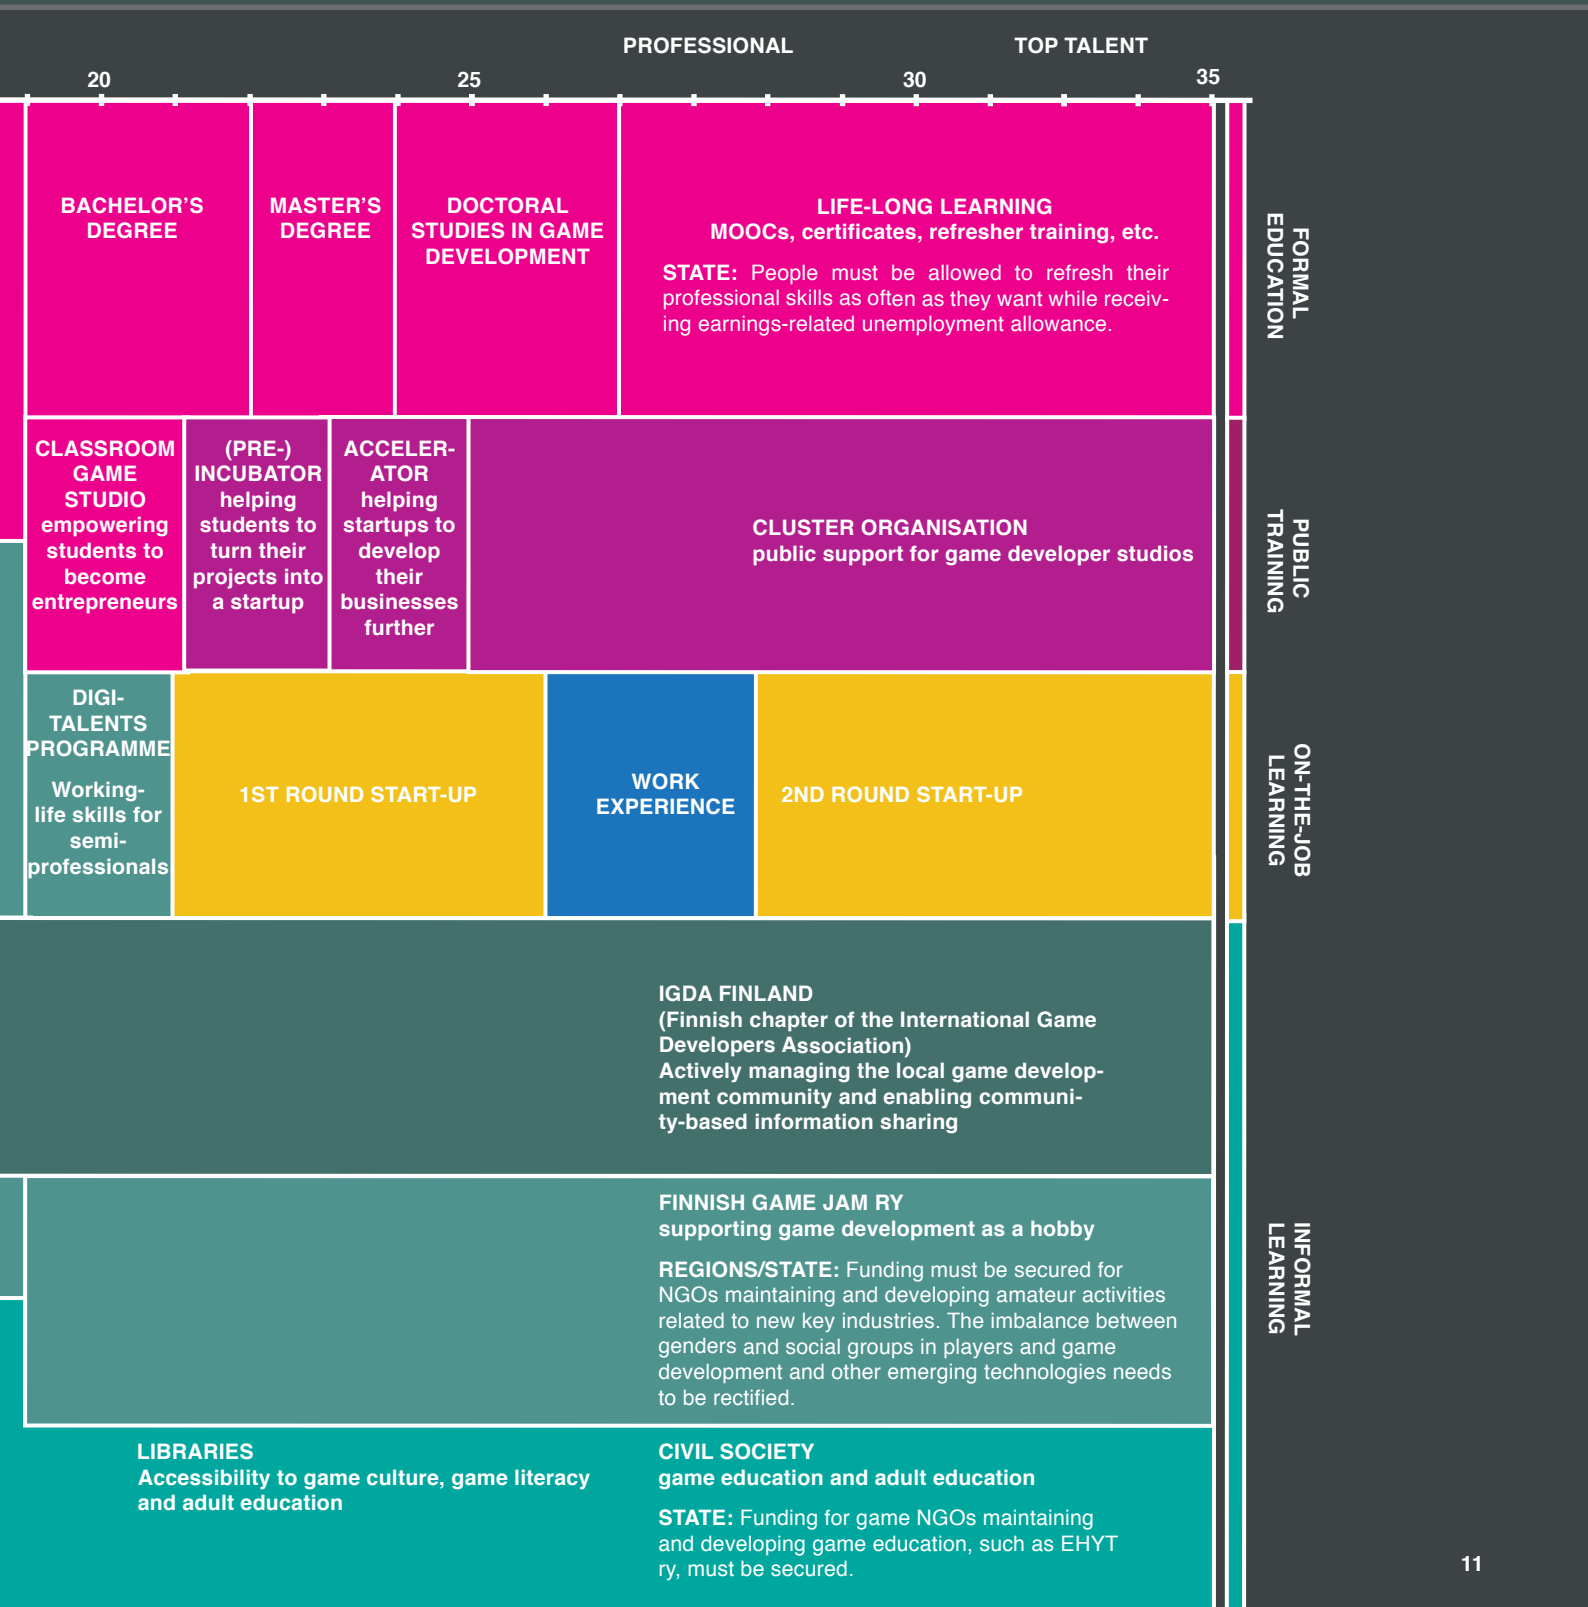 PROFESSIONAL
TOP TALENT
20
25
30
35
BACHELOR’S
DEGREE
MASTER’S
DEGREE
DOCTORAL
STUDIES IN GAME
DEVELOPMENT
LIFE-LONG LEARNING
MOOCs, certificates, refresher training, etc.
STATE: People must be allowed to refresh their
professional skills as often as they want while receiv-
ing earnings-related unemployment allowance.
FORMAL
EDUCATION
CLASSROOM
GAME
STUDIO
empowering
students to
become
entrepreneurs
(PRE-)
INCUBATOR
helping
students to
turn their
projects into
a startup
ACCELER-
ATOR
helping
startups to
develop
their
businesses
further
CLUSTER ORGANISATION
public support for game developer studios
PUBLIC
TRAINING
DIGI-
TALENTS
PROGRAMME
Working-
life skills for
semi-
professionals
1ST ROUND START-UP
WORK
EXPERIENCE
2ND ROUND START-UP
ON-THE-JOB
LEARNING
IGDA FINLAND
(Finnish chapter of the International Game
Developers Association)
Actively managing the local game develop-
ment community and enabling communi-
ty-based information sharing
FINNISH GAME JAM RY
supporting game development as a hobby
REGIONS/STATE: Funding must be secured for
NGOs maintaining and developing amateur activities
related to new key industries. The imbalance between
genders and social groups in players and game
development and other emerging technologies needs
to be rectified.
INFORMAL
LEARNING
LIBRARIES
Accessibility to game culture, game literacy
and adult education
CIVIL SOCIETY
game education and adult education
STATE: Funding for game NGOs maintaining
and developing game education, such as EHYT
ry, must be secured.
11